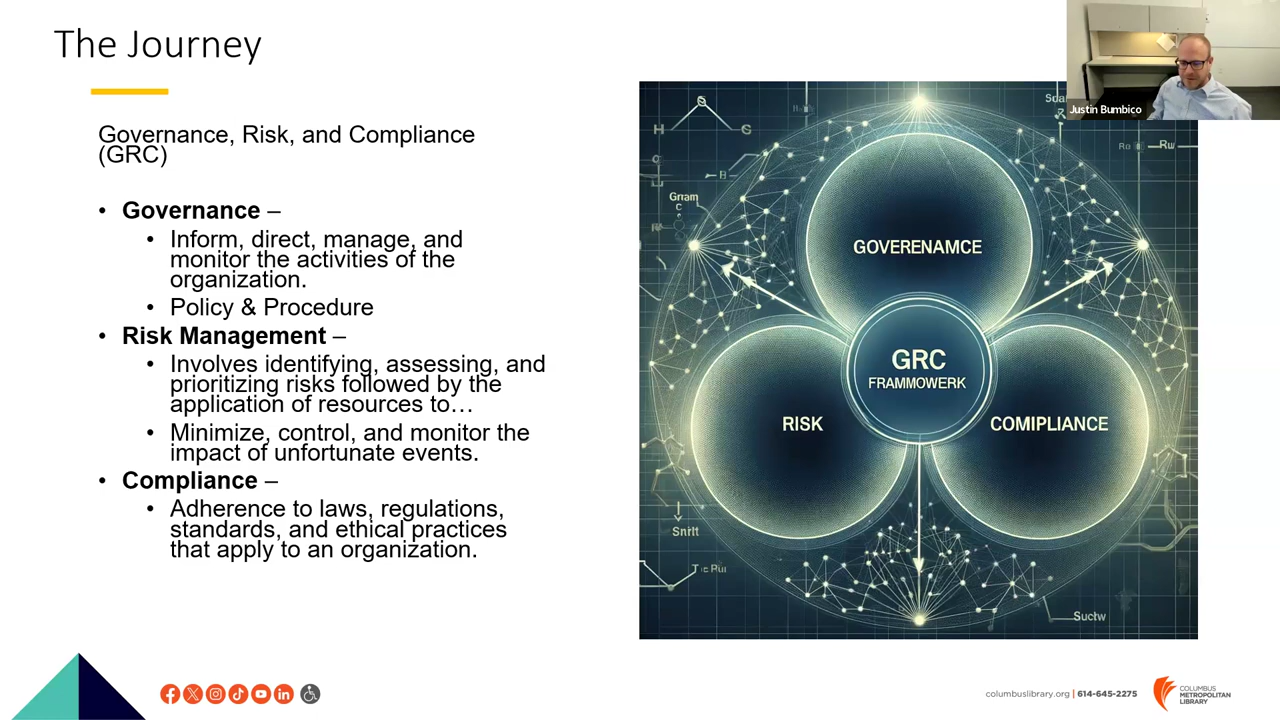 The Journey
Justin Bumbico
Governance, Risk, and Compliance
(GRC)
• Governance –
• Inform, direct, manage, and
monitor the activities of the
organization.
• Policy & Procedure
• Risk Management –
• Involves identifying, assessing, and
prioritizing risks followed by the
application of resources to…
• Minimize, control, and monitor the
impact of unfortunate events.
• Compliance –
• Adherence to laws, regulations,
standards, and ethical practices
that apply to an organization.
H
S
G
Gram
C
GOVERENAMCE
GRC
FRAMMOWERK
RISK
COMIPLIANCE
Suctw
columbuslibrary.org | 614-645-2275
COLUMBUS
METROPOLITAN
LIBRARY